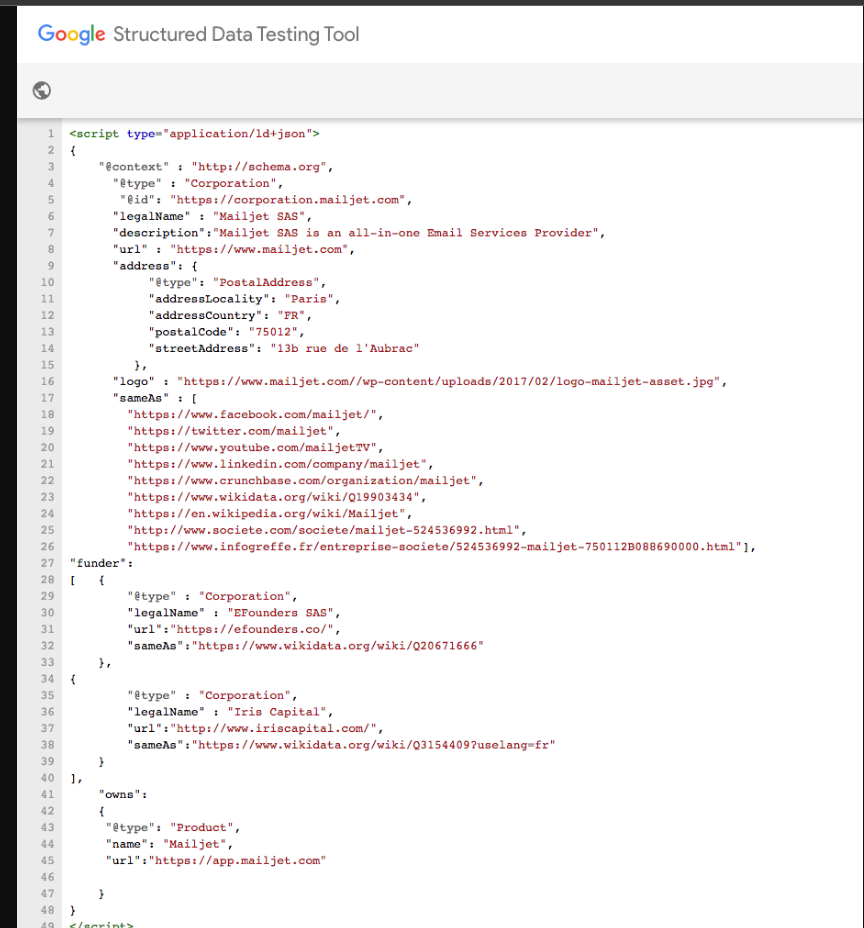 Google Structured Data Testing Tool
1 <script type="application/ld+json">
2 {
3 "@context" : "http://schema.org",
4 "@type" : "Corporation",
5 "@id": "https://corporation.mailjet.com",
6 "legalName" : "Mailjet SAS",
7 "description":"Mailjet SAS is an all-in-one Email Services Provider",
8 "url" : "https://www.mailjet.com",
9 "address": {
10 "@type": "PostalAddress",
11 "addressLocality": "Paris",
12 "addressCountry": "FR",
13 "postalCode": "75012",
14 "streetAddress": "13b rue de l'Aubrac"
15 },
16 "logo" : "https://www.mailjet.com//wp-content/uploads/2017/02/logo-mailjet-asset.jpg",
17 "sameAs" : [
18 "https://www.facebook.com/mailjet/",
19 "https://twitter.com/mailjet",
20 "https://www.youtube.com/mailjetTV",
21 "https://www.linkedin.com/company/mailjet",
22 "https://www.crunchbase.com/organization/mailjet",
23 "https://www.wikidata.org/wiki/Q19903434",
24 "https://en.wikipedia.org/wiki/Mailjet",
25 "http://www.societe.com/societe/mailjet-524536992.html",
26 "https://www.infogreffe.fr/entreprise-societe/524536992-mailjet-750112B088690000.html"],
27 "funder":
28 [ {
29 "@type" : "Corporation",
30 "legalName" : "EFounders SAS",
31 "url":"https://efounders.co/",
32 "sameAs":"https://www.wikidata.org/wiki/Q20671666"
33 },
34 {
35 "@type" : "Corporation",
36 "legalName" : "Iris Capital",
37 "url":"http://www.iriscapital.com/",
38 "sameAs":"https://www.wikidata.org/wiki/Q3154409?uselang=fr"
39 }
40 ],
41 "owns":
42 {
43 "@type": "Product",
44 "name": "Mailjet",
45 "url":"https://app.mailjet.com"
46
47 }
48 }
49 </script>